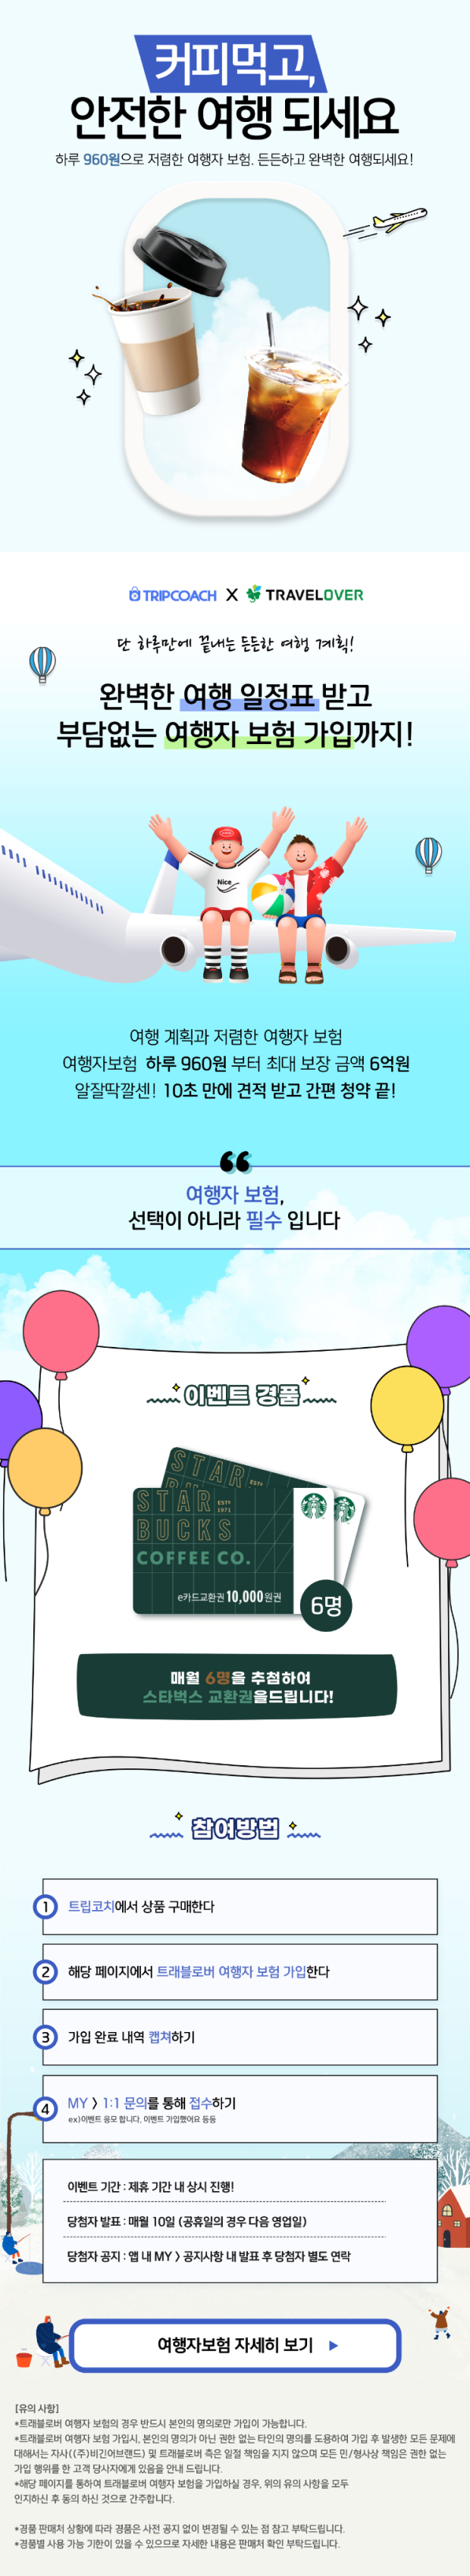 커피먹고,
안전한 여행 되세요
하루 960원으로 저렴한 여행자 보험. 든든하고 완벽한 여행되세요!
TRIPCOACH X TRAVELOVER
단 하루만에 끝내는 든든한 여행 계획!
완벽한 여행 일정표 받고
부담없는 여행자 보험 가입까지!
Nice
여행 계획과 저렴한 여행자 보험
여행자보험 하루 960원 부터 최대 보장 금액 6억원
알잘딱깔센! 10초 만에 견적 받고 간편 청약 끝!
여행자 보험,
선택이 아니라 필수 입니다
이벤트 경품
STAR
ESTD
STAR
ESTD
1971
BUCKS
COFFEE CO.
e카드교환권 10,000원권
6명
매월 6명을 추첨하여
스타벅스 교환권을드립니다!
참여방법
1 트립코치에서 상품 구매한다
2 해당 페이지에서 트래블로버 여행자 보험 가입한다
3 가입 완료 내역 캡쳐하기
4 MY > 1:1 문의를 통해 접수하기
ex)이벤트 응모 합니다, 이벤트 가입했어요 등등
이벤트 기간 : 제휴 기간 내 상시 진행!
당첨자 발표 : 매월 10일 (공휴일의 경우 다음 영업일)
당첨자 공지 : 앱 내 MY > 공지사항 내 발표 후 당첨자 별도 연락
여행자보험 자세히 보기 ▶
[유의 사항]
*트래블로버 여행자 보험의 경우 반드시 본인의 명의로만 가입이 가능합니다.
*트래블로버 여행자 보험 가입시, 본인의 명의가 아닌 권한 없는 타인의 명의를 도용하여 가입 후 발생한 모든 문제에
대해서는 지사((주)비긴어브랜드) 및 트래블로버 측은 일절 책임을 지지 않으며 모든 민/형사상 책임은 권한 없는
가입 행위를 한 고객 당사자에게 있음을 안내 드립니다.
*해당 페이지를 통하여 트래블로버 여행자 보험을 가입하실 경우, 위의 유의 사항을 모두
인지하신 후 동의 하신 것으로 간주합니다.
*경품 판매처 상황에 따라 경품은 사전 공지 없이 변경될 수 있는 점 참고 부탁드립니다.
*경품별 사용 가능 기한이 있을 수 있으므로 자세한 내용은 판매처 확인 부탁드립니다.